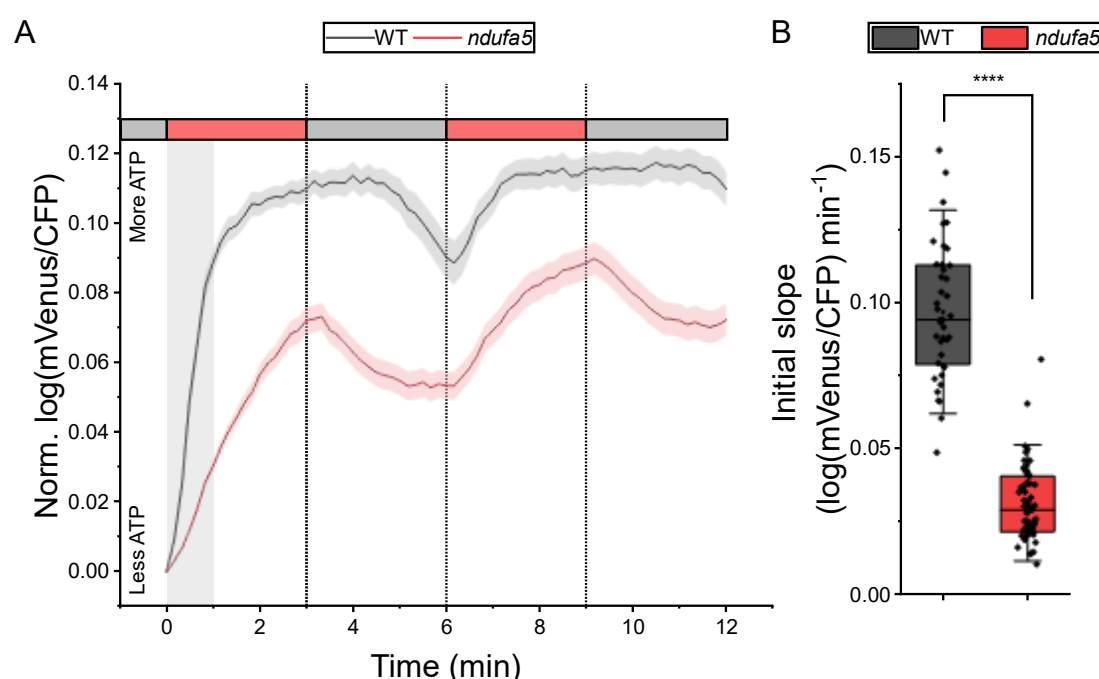 A
WT ndufa5
0.14
0.12
0.10
0.08
0.06
0.04
0.02
0.00
Norm. log(mVenus/CFP)
More ATP
Less ATP
0 2 4 6 8 10 12
Time (min)
B
WT ndufa5
****
0.15
0.10
0.05
0.00
Initial slope
(log(mVenus/CFP) min⁻¹